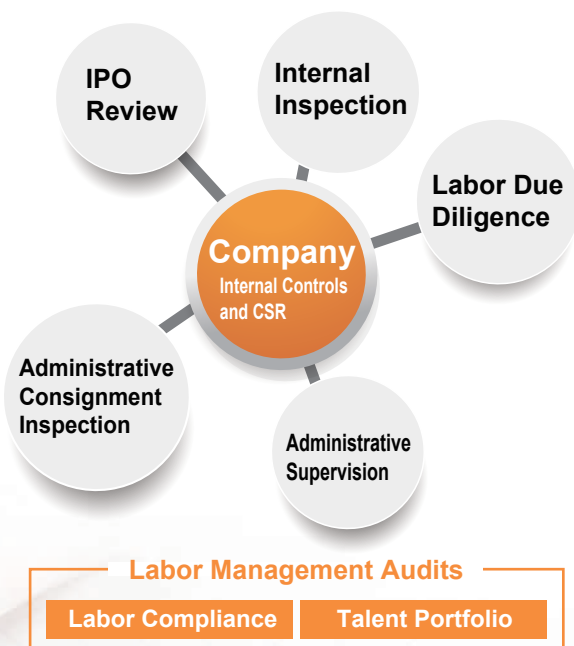 IPO
Review
Internal
Inspection
Labor Due
Diligence
Company
Internal Controls
and CSR
Administrative
Consignment
Inspection
Administrative
Supervision
Labor Management Audits
Labor Compliance
Talent Portfolio